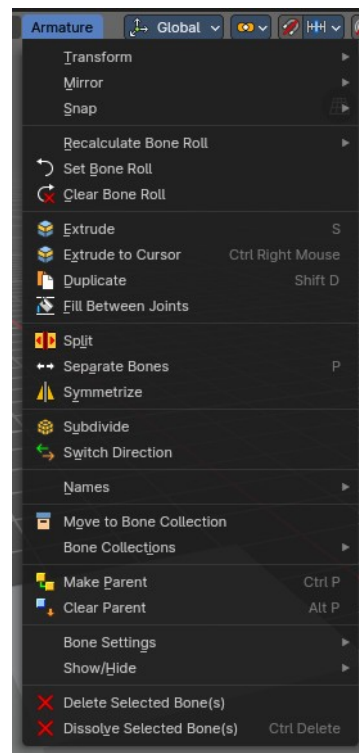 Armature Global
Transform
Mirror
Snap
Recalculate Bone Roll
Set Bone Roll
Clear Bone Roll
Extrude S
Extrude to Cursor Ctrl Right Mouse
Duplicate Shift D
Fill Between Joints
Split
Separate Bones P
Symmetrize
Subdivide
Switch Direction
Names
Move to Bone Collection
Bone Collections
Make Parent Ctrl P
Clear Parent Alt P
Bone Settings
Show/Hide
Delete Selected Bone(s)
Dissolve Selected Bone(s) Ctrl Delete